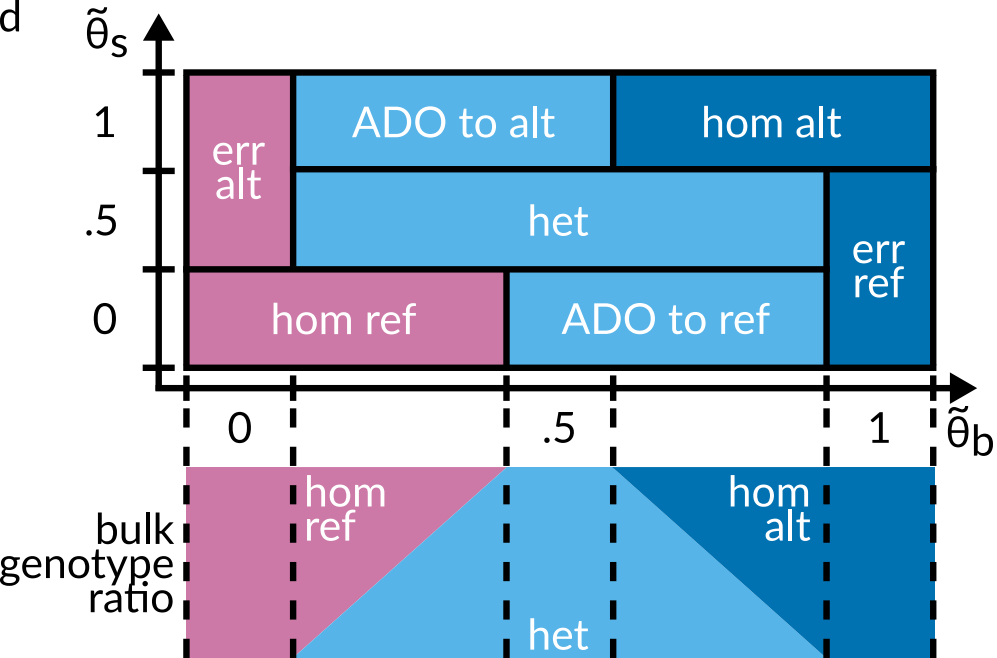 d
θ̃s
1
ADO to alt
hom alt
err
alt
.5
het
err
ref
0
hom ref
ADO to ref
0
.5
1
θ̃b
hom
ref
hom
alt
bulk
genotype
ratio
het